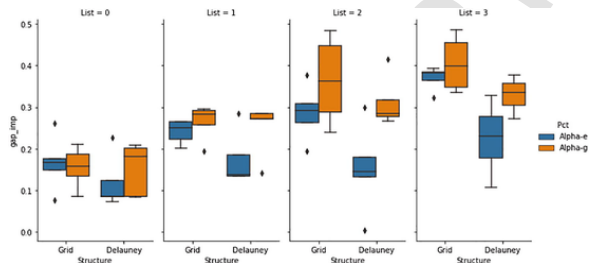 List = 0
List = 1
List = 2
List = 3
0.5
0.4
0.3
0.2
0.1
0.0
gap_imp
Grid Delauney
Grid Delauney
Grid Delauney
Grid Delauney
Structure
Structure
Structure
Structure
Pct
Alpha-e
Alpha-g